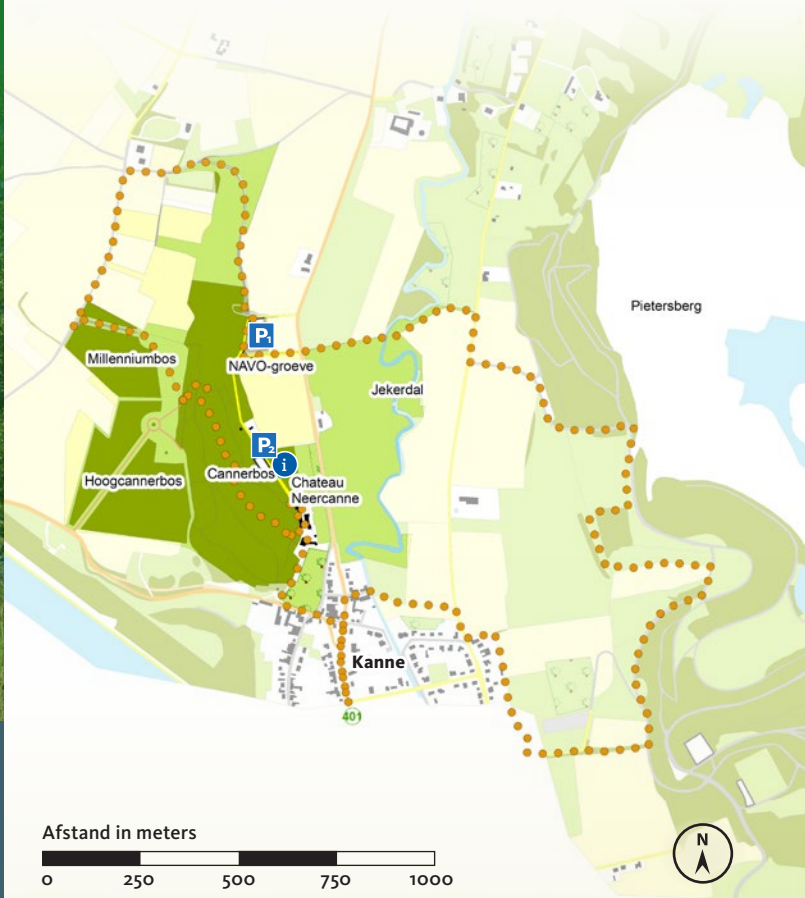 Pietersberg
P1
Millenniumbos
NAVO-groeve
Jekerdal
P2
i
Hoogcannerbos
Cannerbos
Chateau
Neercanne
Kanne
401
Afstand in meters
0 250 500 750 1000
N